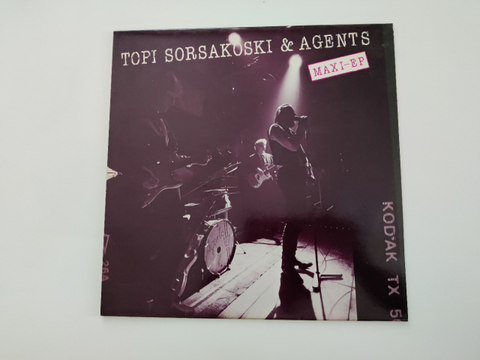 TOPI SORSAKOSKI & AGENTS
MAXI-EP
KODAK TX 5